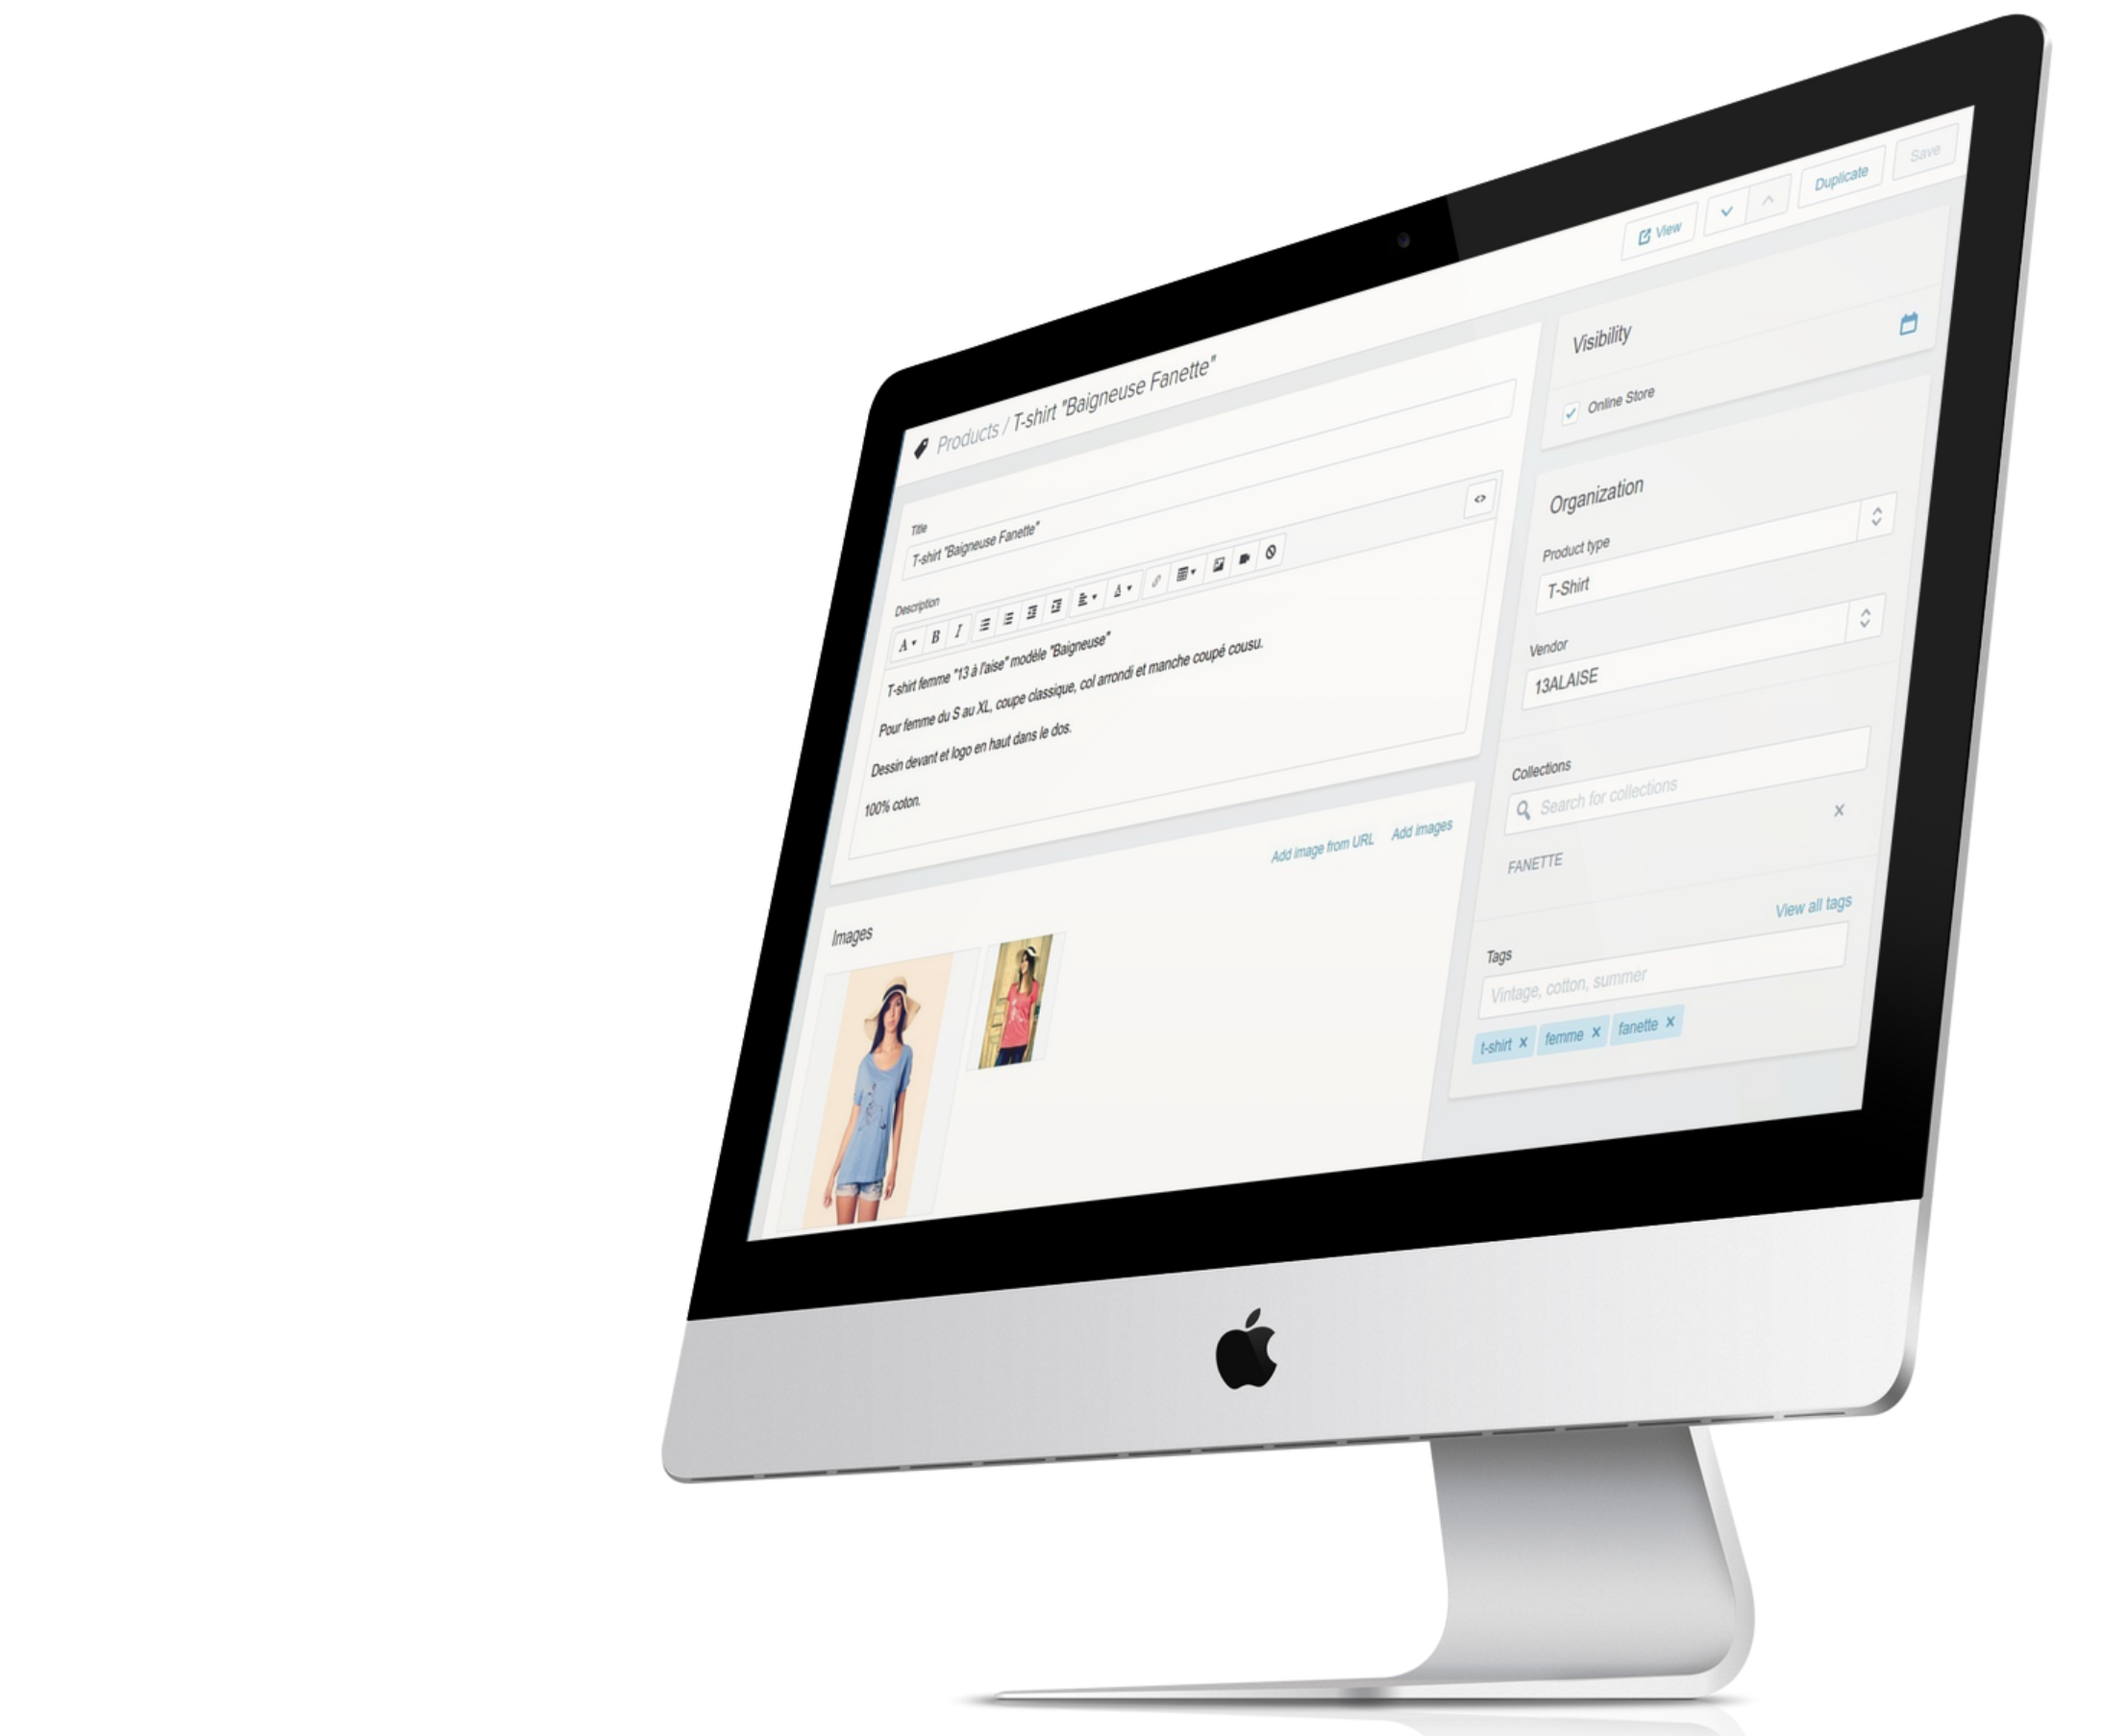 Products / T-shirt "Baigneuse Fanette"
View
Duplicate
Save
Title
T-shirt "Baigneuse Fanette"
Description
A B I
A
T-shirt femme "13 à l'aise" modèle "Baigneuse"
Pour femme du S au XL, coupe classique, col arrondi et manche coupé cousu.
Dessin devant et logo en haut dans le dos.
100% coton.
Images
Add image from URL Add images
Visibility
Online Store
Organization
Product type
T-Shirt
Vendor
13ALAISE
Collections
Search for collections
FANETTE
Tags
View all tags
Vintage, cotton, summer
t-shirt x femme x fanette x